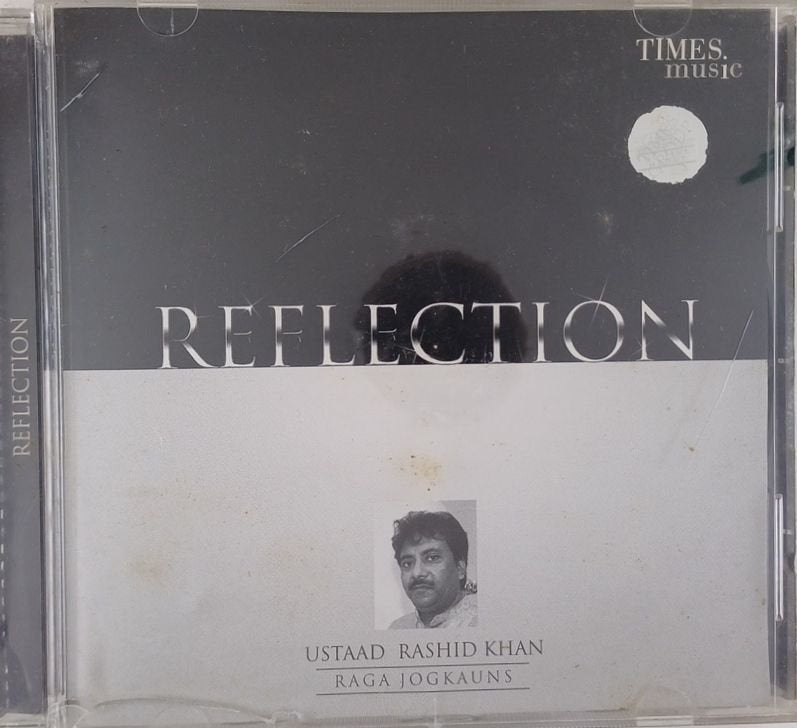 TIMES.
music
REFLECTION
REFLECTION
USTAAD RASHID KHAN
RAGA JOGKAUNS